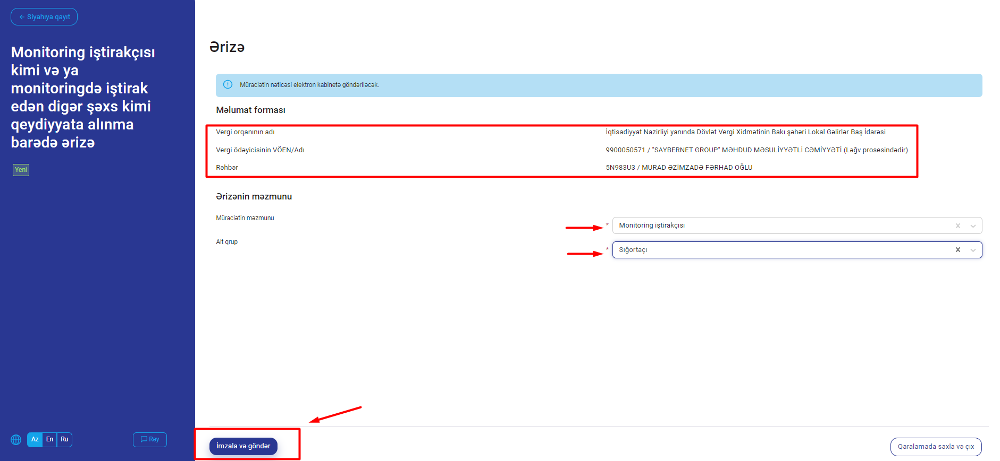 Siyahıya qayıt
Monitoring iştirakçısı
kimi və ya
monitoringdə iştirak
edən digər şəxs kimi
qeydiyyata alınma
barədə ərizə
Yeni
Az En Ru
Rəy
Ərizə
Müraciətin nəticəsi elektron kabinetə göndəriləcək.
Məlumat forması
Vergi orqanının adı İqtisadiyyat Nazirliyi yanında Dövlət Vergi Xidmətinin Bakı şəhəri Lokal Gəlirlər Baş İdarəsi
Vergi ödəyicisinin VÖEN/Adı 9900050571 / "SAYBERNET GROUP" MƏHDUD MƏSULİYYƏTLİ CƏMİYYƏTİ (Ləğv prosesindədir)
Rəhbər 5N983U3 / MURAD ƏZİMZADƏ FƏRHAD OĞLU
Ərizənin məzmunu
Müraciətin məzmunu * Monitoring iştirakçısı
Alt qrup * Sığortaçı
İmzala və göndər
Qaralamada saxla və çıx